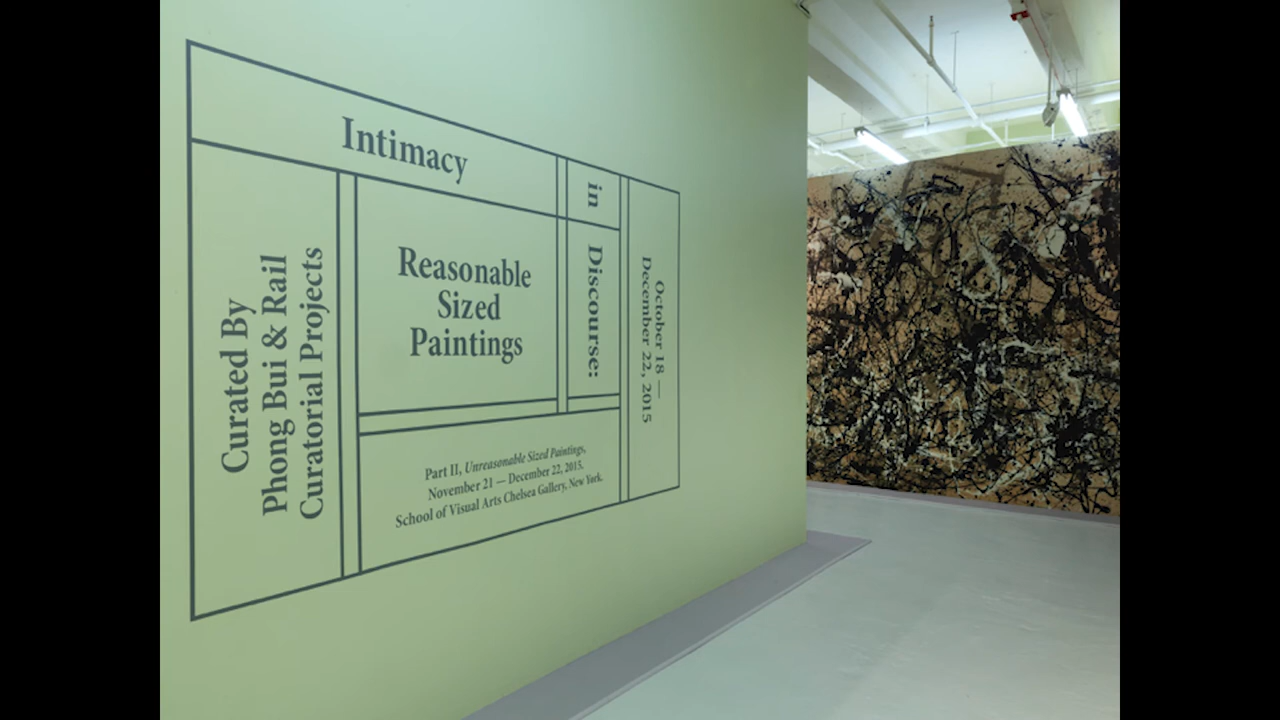 Intimacy
in
Discourse:
Reasonable
Sized
Paintings
October 18 —
December 22, 2015
Curated By
Phong Bui & Rail
Curatorial Projects
Part II, Unreasonable Sized Paintings,
November 21 — December 22, 2015.
School of Visual Arts Chelsea Gallery, New York.